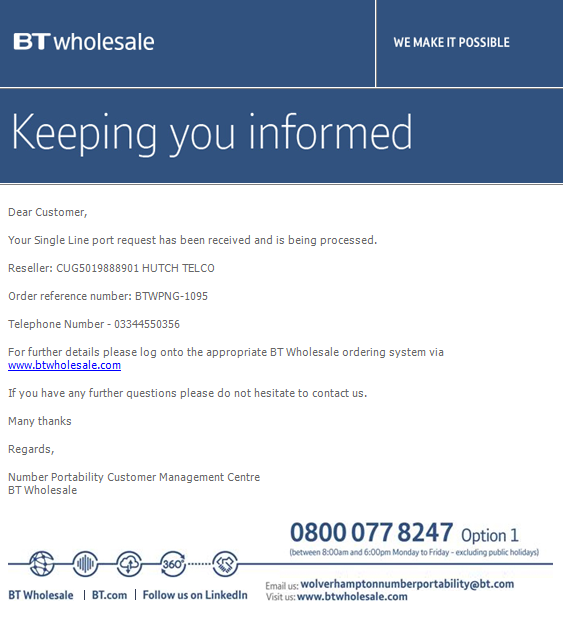 BT wholesale
WE MAKE IT POSSIBLE
Keeping you informed
Dear Customer,
Your Single Line port request has been received and is being processed.
Reseller: CUG5019888901 HUTCH TELCO
Order reference number: BTWPNG-1095
Telephone Number - 03344550356
For further details please log onto the appropriate BT Wholesale ordering system via
www.btwholesale.com
If you have any further questions please do not hesitate to contact us.
Many thanks
Regards,
Number Portability Customer Management Centre
BT Wholesale
0800 077 8247 Option 1
(between 8:00am and 6:00pm Monday to Friday - excluding public holidays)
360°
BT Wholesale | BT.com | Follow us on LinkedIn
Email us: wolverhamptonnumberportability@bt.com
Visit us: www.btwholesale.com